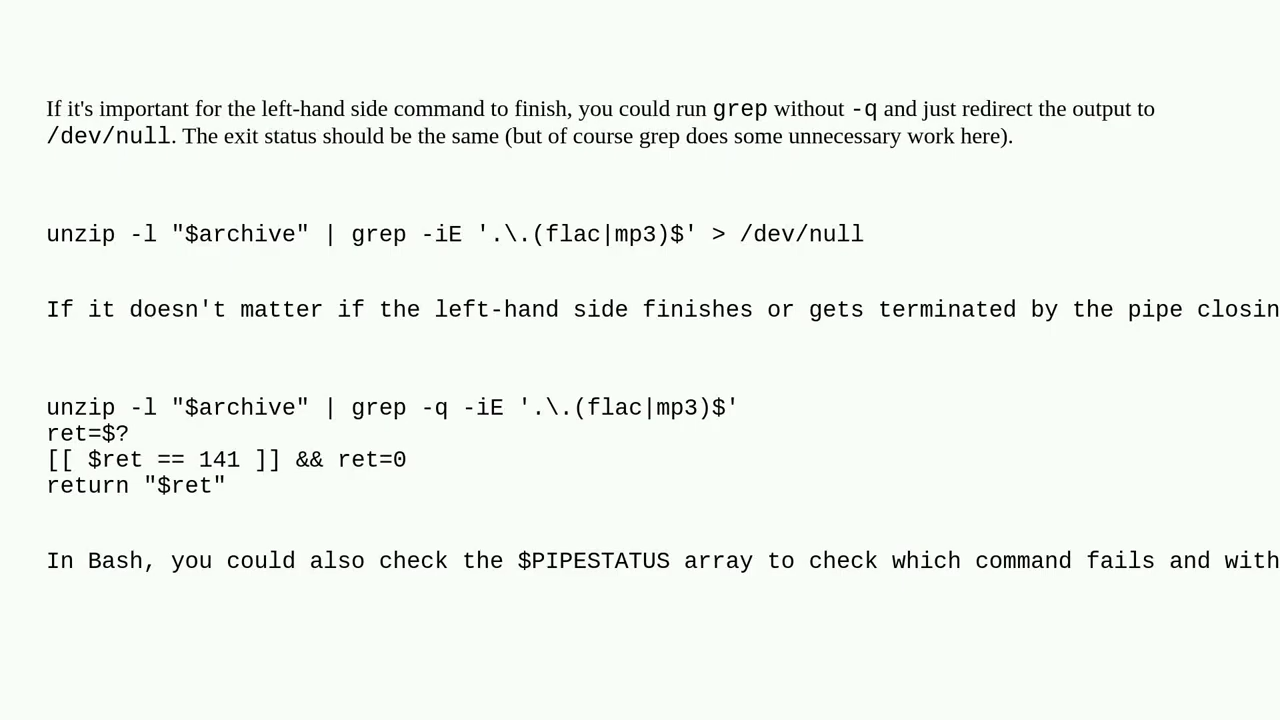 If it's important for the left-hand side command to finish, you could run grep without -q and just redirect the output to
/dev/null. The exit status should be the same (but of course grep does some unnecessary work here).
unzip -l "$archive" | grep -iE '.\.(flac|mp3)$' > /dev/null
If it doesn't matter if the left-hand side finishes or gets terminated by the pipe closin
unzip -l "$archive" | grep -q -iE '.\.(flac|mp3)$'
ret=$?
[[ $ret == 141 ]] && ret=0
return "$ret"
In Bash, you could also check the $PIPESTATUS array to check which command fails and with